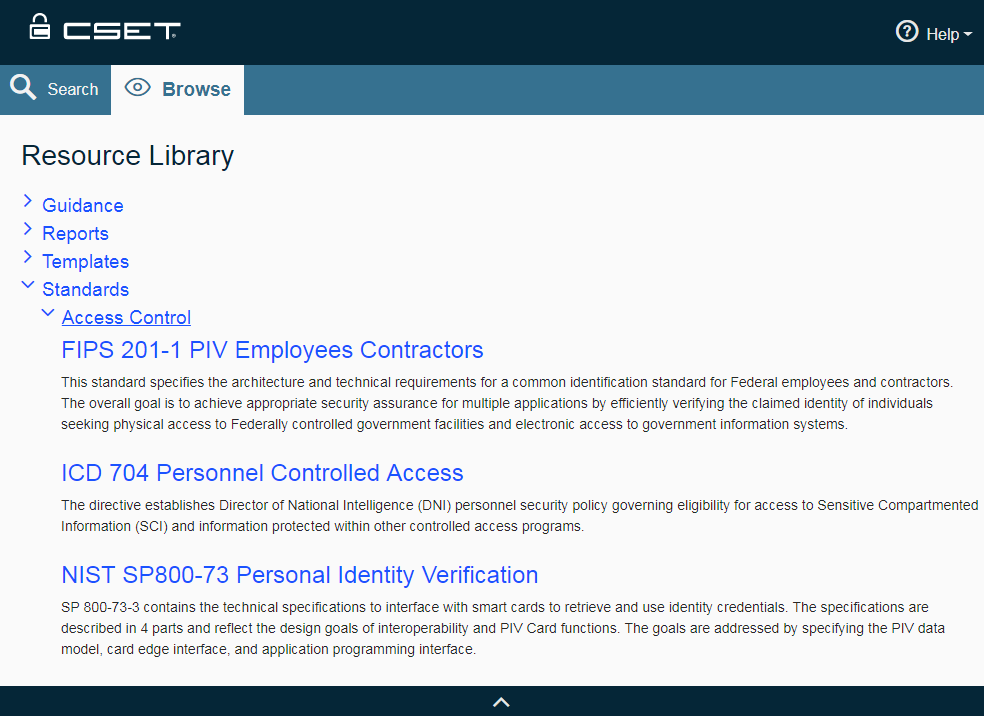 CSET
Help
Search
Browse
Resource Library
Guidance
Reports
Templates
Standards
Access Control
FIPS 201-1 PIV Employees Contractors
This standard specifies the architecture and technical requirements for a common identification standard for Federal employees and contractors.
The overall goal is to achieve appropriate security assurance for multiple applications by efficiently verifying the claimed identity of individuals
seeking physical access to Federally controlled government facilities and electronic access to government information systems.
ICD 704 Personnel Controlled Access
The directive establishes Director of National Intelligence (DNI) personnel security policy governing eligibility for access to Sensitive Compartmented
Information (SCI) and information protected within other controlled access programs.
NIST SP800-73 Personal Identity Verification
SP 800-73-3 contains the technical specifications to interface with smart cards to retrieve and use identity credentials. The specifications are
described in 4 parts and reflect the design goals of interoperability and PIV Card functions. The goals are addressed by specifying the PIV data
model, card edge interface, and application programming interface.